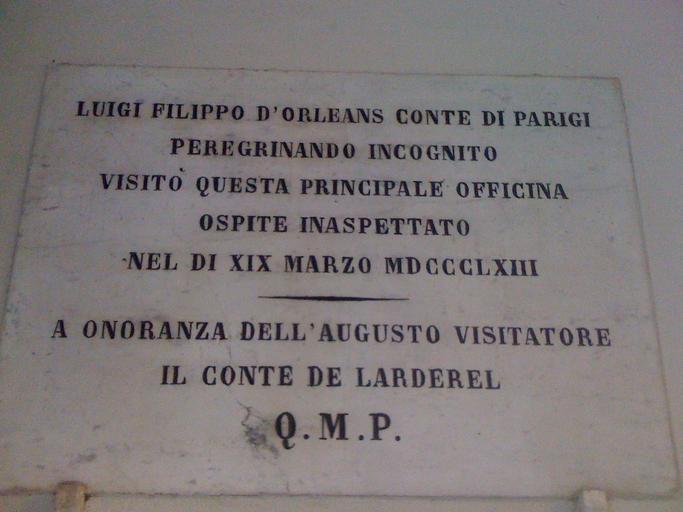 LUIGI FILIPPO D'ORLEANS CONTE DI PARIGI
PEREGRINANDO INCOGNITO
VISITÒ QUESTA PRINCIPALE OFFICINA
OSPITE INASPETTATO
NEL DI XIX MARZO MDCCCLXIII
A ONORANZA DELL'AUGUSTO VISITATORE
IL CONTE DE LARDEREL
Q.M.P.